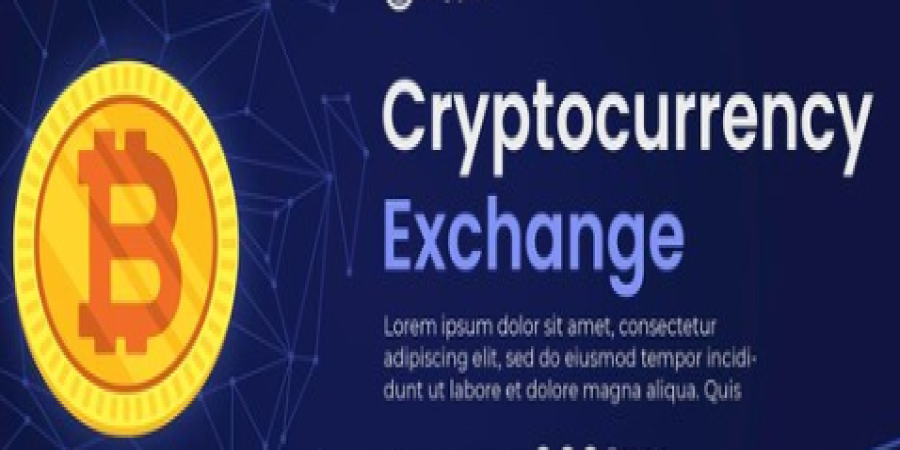 Cryptocurrency
Exchange
Lorem ipsum dolor sit amet, consectetur
adipiscing elit, sed do eiusmod tempor incidi-
dunt ut labore et dolore magna aliqua. Quis